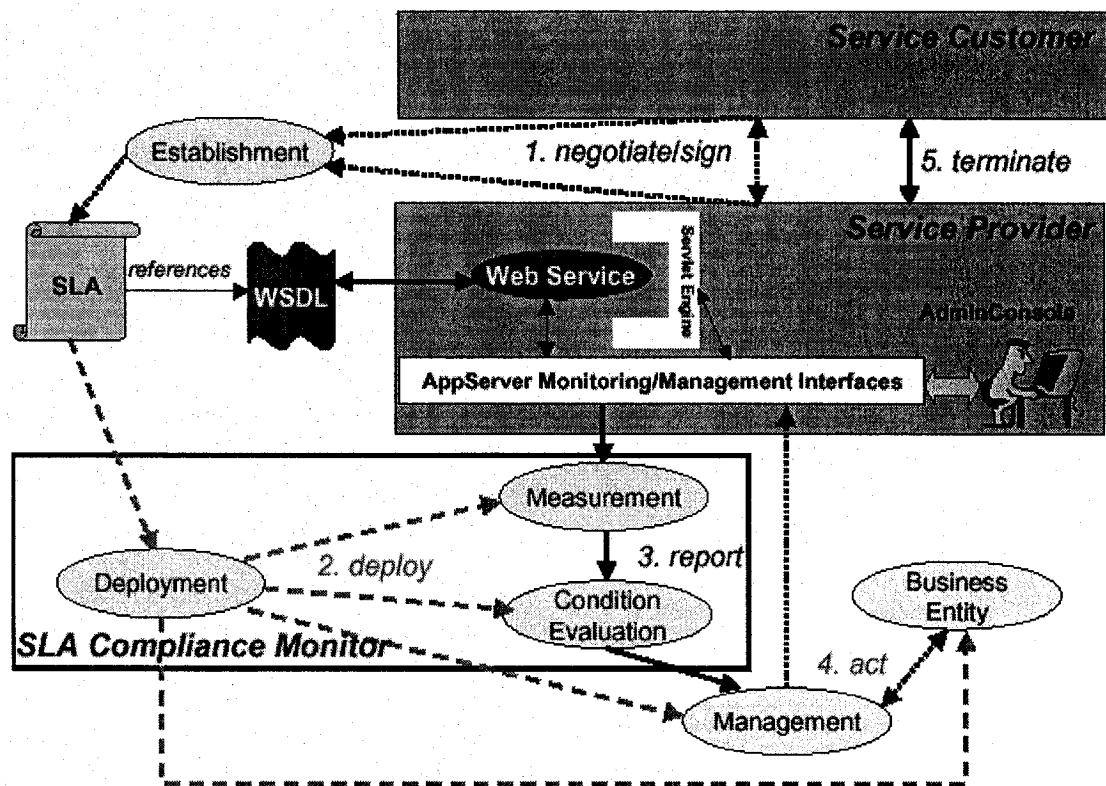 Service Customer
Establishment
1. negotiate/sign
5. terminate
Service Provider
Servlet Engine
SLA
references
WSDL
Web Service
AdminConsole
AppServer Monitoring/Management Interfaces
Measurement
2. deploy
3. report
Deployment
Condition
Evaluation
Business
Entity
SLA Compliance Monitor
4. act
Management